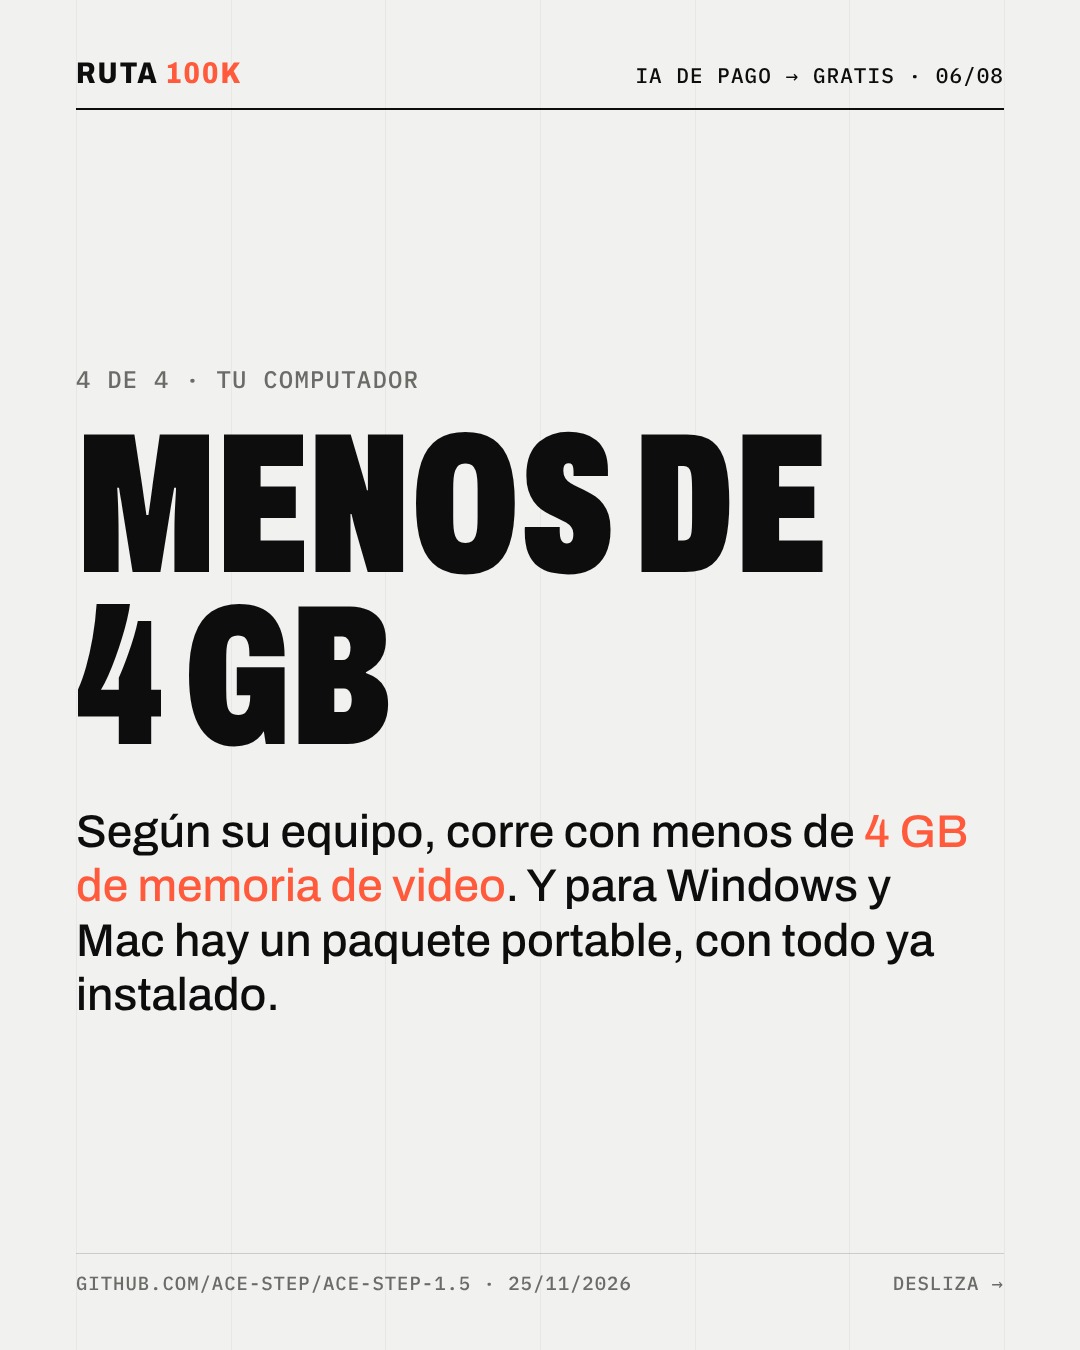 RUTA 100K
IA DE PAGO → GRATIS · 06/08
4 DE 4 · TU COMPUTADOR
MENOS DE
4 GB
Según su equipo, corre con menos de 4 GB
de memoria de video. Y para Windows y
Mac hay un paquete portable, con todo ya
instalado.
GITHUB.COM/ACE-STEP/ACE-STEP-1.5 · 25/11/2026
DESLIZA →